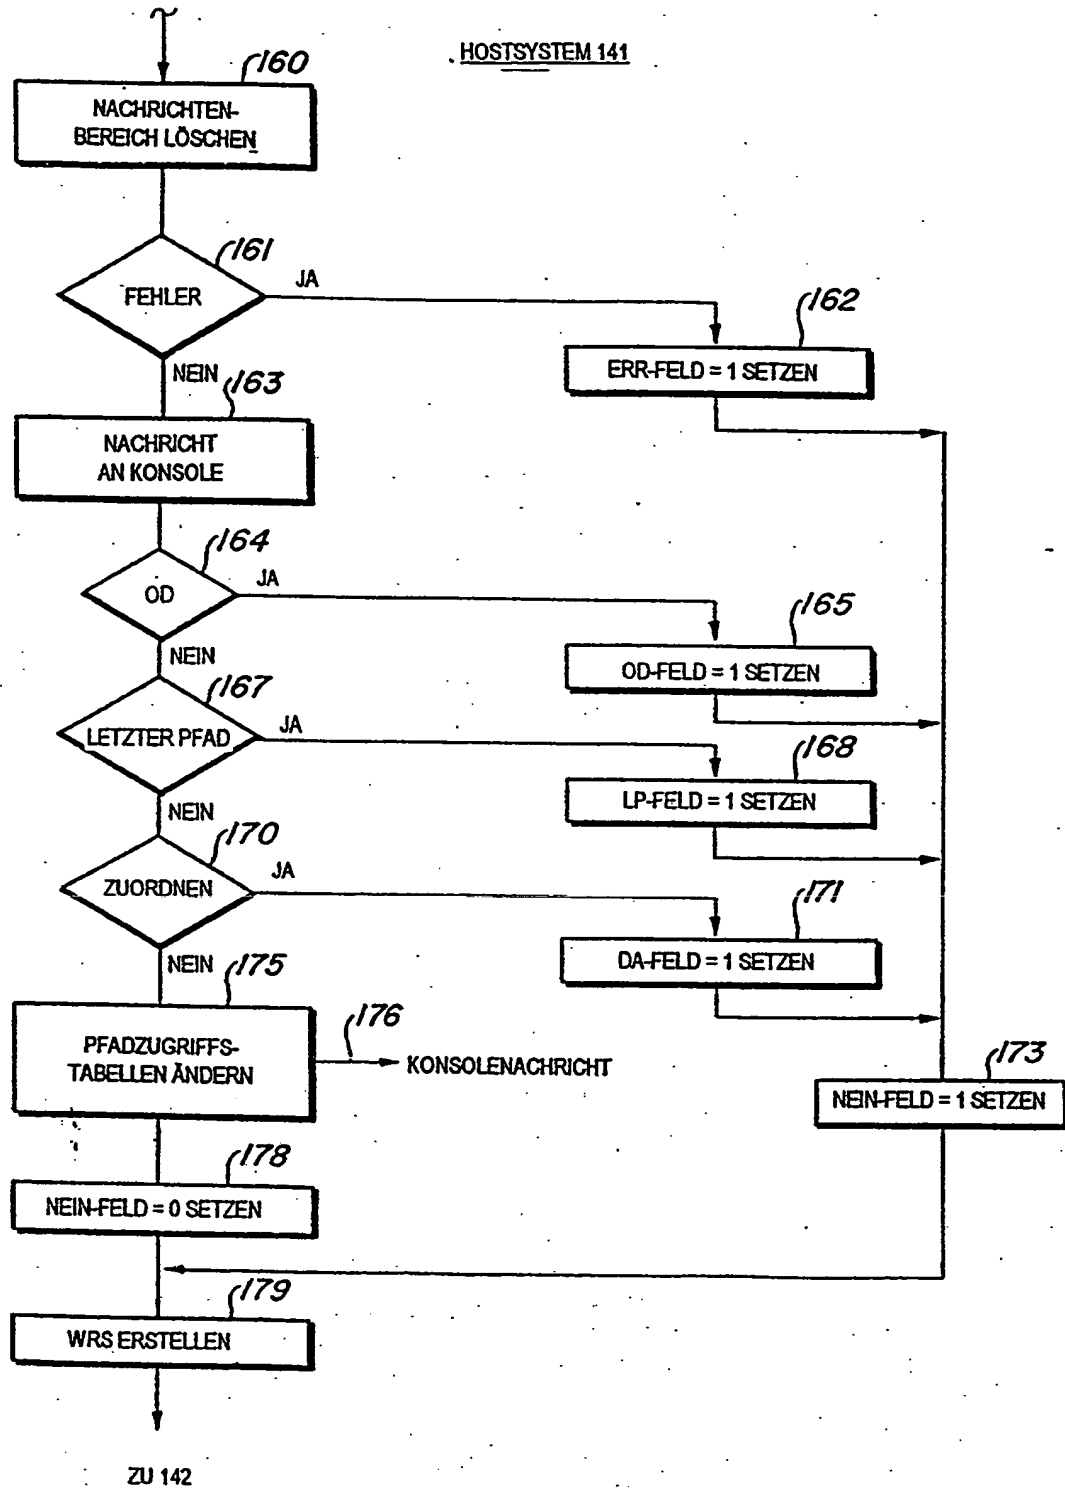 HOSTSYSTEM 141
160
NACHRICHTEN-
BEREICH LÖSCHEN
161
FEHLER
JA
162
ERR-FELD = 1 SETZEN
NEIN
163
NACHRICHT
AN KONSOLE
164
OD
JA
165
OD-FELD = 1 SETZEN
NEIN
167
LETZTER PFAD
JA
168
LP-FELD = 1 SETZEN
NEIN
170
ZUORDNEN
JA
171
DA-FELD = 1 SETZEN
NEIN
175
PFADZUGRIFFS-
TABELLEN ÄNDERN
176
KONSOLENACHRICHT
173
NEIN-FELD = 1 SETZEN
178
NEIN-FELD = 0 SETZEN
179
WRS ERSTELLEN
ZU 142